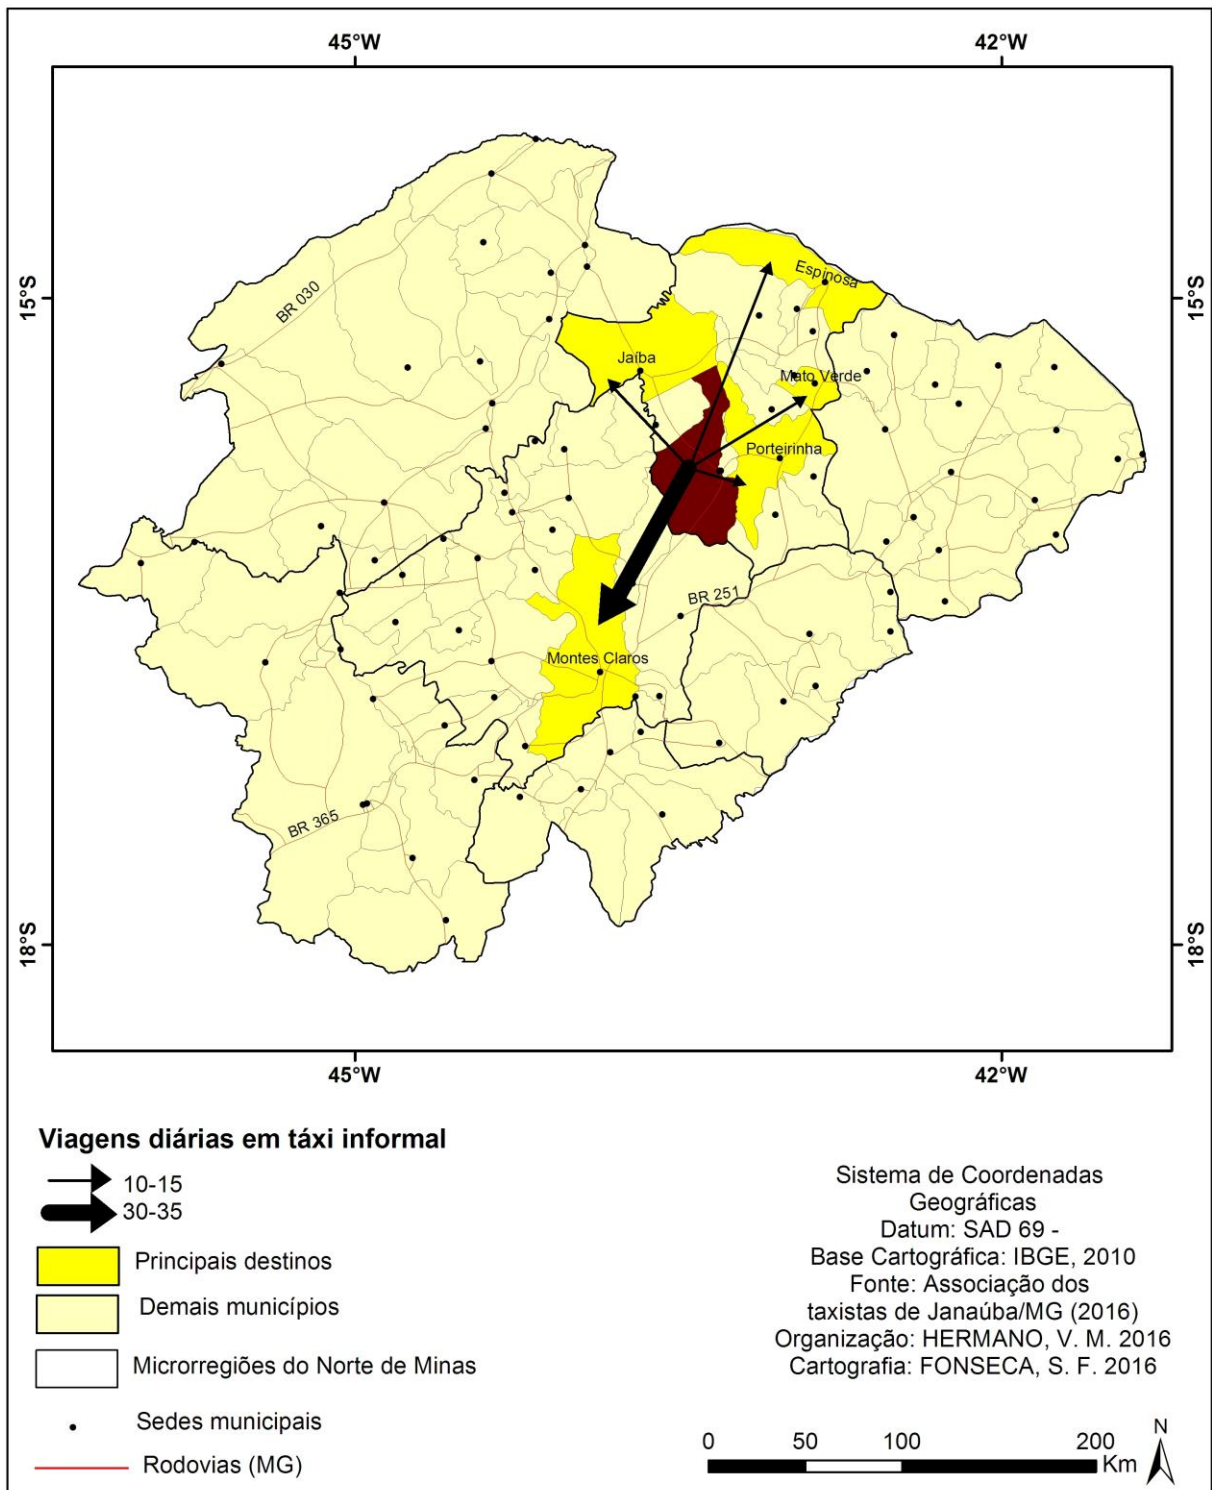 45°W
42°W
15°S
15°S
BR 030
Espinosa
Jaíba
Mato Verde
Porteirinha
BR 251
Montes Claros
BR 365
18°S
18°S
45°W
42°W
Viagens diárias em táxi informal
10-15
30-35
Principais destinos
Demais municípios
Microrregiões do Norte de Minas
Sedes municipais
Rodovias (MG)
Sistema de Coordenadas
Geográficas
Datum: SAD 69 -
Base Cartográfica: IBGE, 2010
Fonte: Associação dos
taxistas de Janaúba/MG (2016)
Organização: HERMANO, V. M. 2016
Cartografia: FONSECA, S. F. 2016
0 50 100 200
Km
N